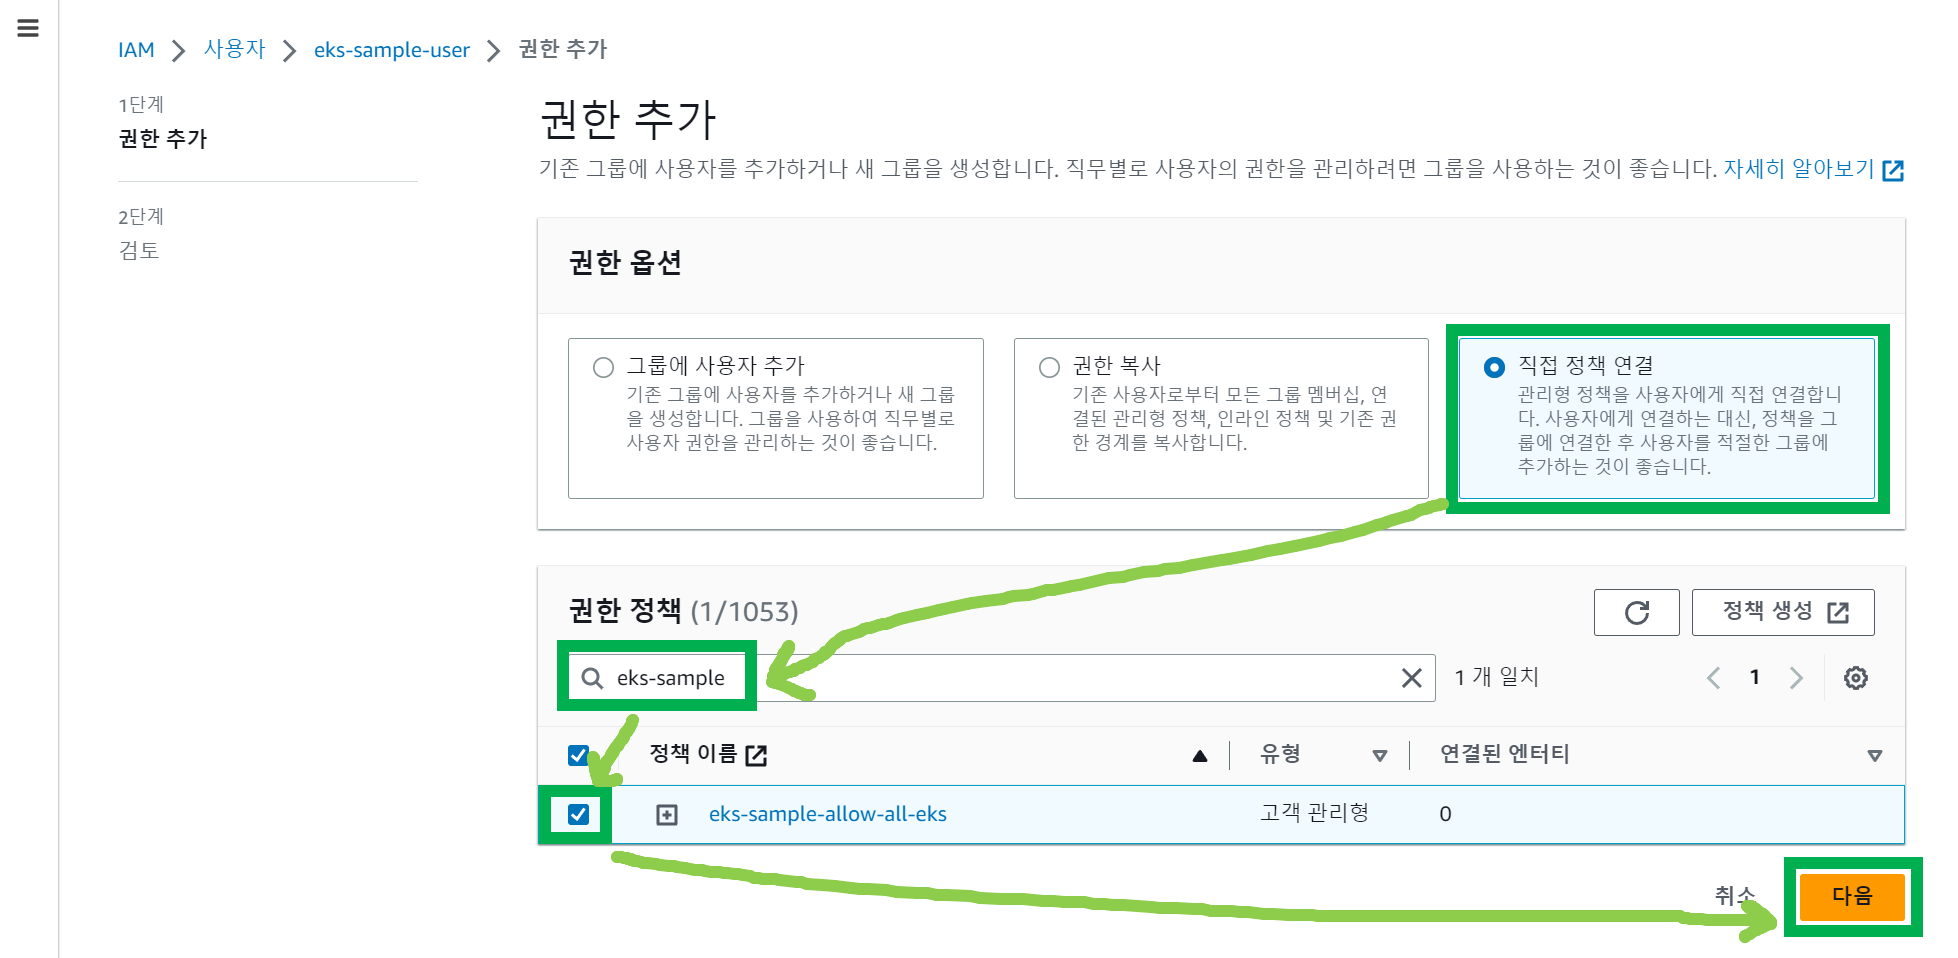 IAM > 사용자 > eks-sample-user > 권한 추가
1단계
권한 추가
2단계
검토
권한 추가
기존 그룹에 사용자를 추가하거나 새 그룹을 생성합니다. 직무별로 사용자의 권한을 관리하려면 그룹을 사용하는 것이 좋습니다. 자세히 알아보기
권한 옵션
그룹에 사용자 추가
기존 그룹에 사용자를 추가하거나 새 그룹
을 생성합니다. 그룹을 사용하여 직무별로
사용자 권한을 관리하는 것이 좋습니다.
권한 복사
기존 사용자로부터 모든 그룹 멤버십, 연
결된 관리형 정책, 인라인 정책 및 기존 권
한 경계를 복사합니다.
직접 정책 연결
관리형 정책을 사용자에게 직접 연결합니
다. 사용자에게 연결하는 대신, 정책을 그
룹에 연결한 후 사용자를 적절한 그룹에
추가하는 것이 좋습니다.
권한 정책 (1/1053)
정책 생성
eks-sample
1 개 일치
1
정책 이름
유형
연결된 엔터티
eks-sample-allow-all-eks
고객 관리형
0
취소
다음